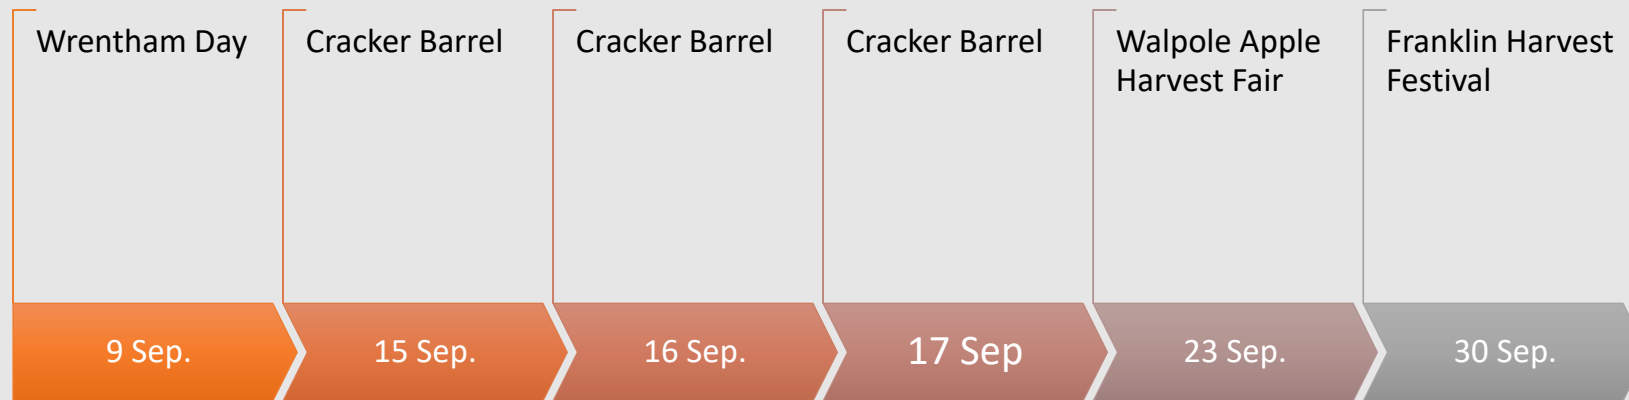 Wrentham Day
Cracker Barrel
Cracker Barrel
Cracker Barrel
Walpole Apple
Harvest Fair
Franklin Harvest
Festival
9 Sep.
15 Sep.
16 Sep.
17 Sep
23 Sep.
30 Sep.